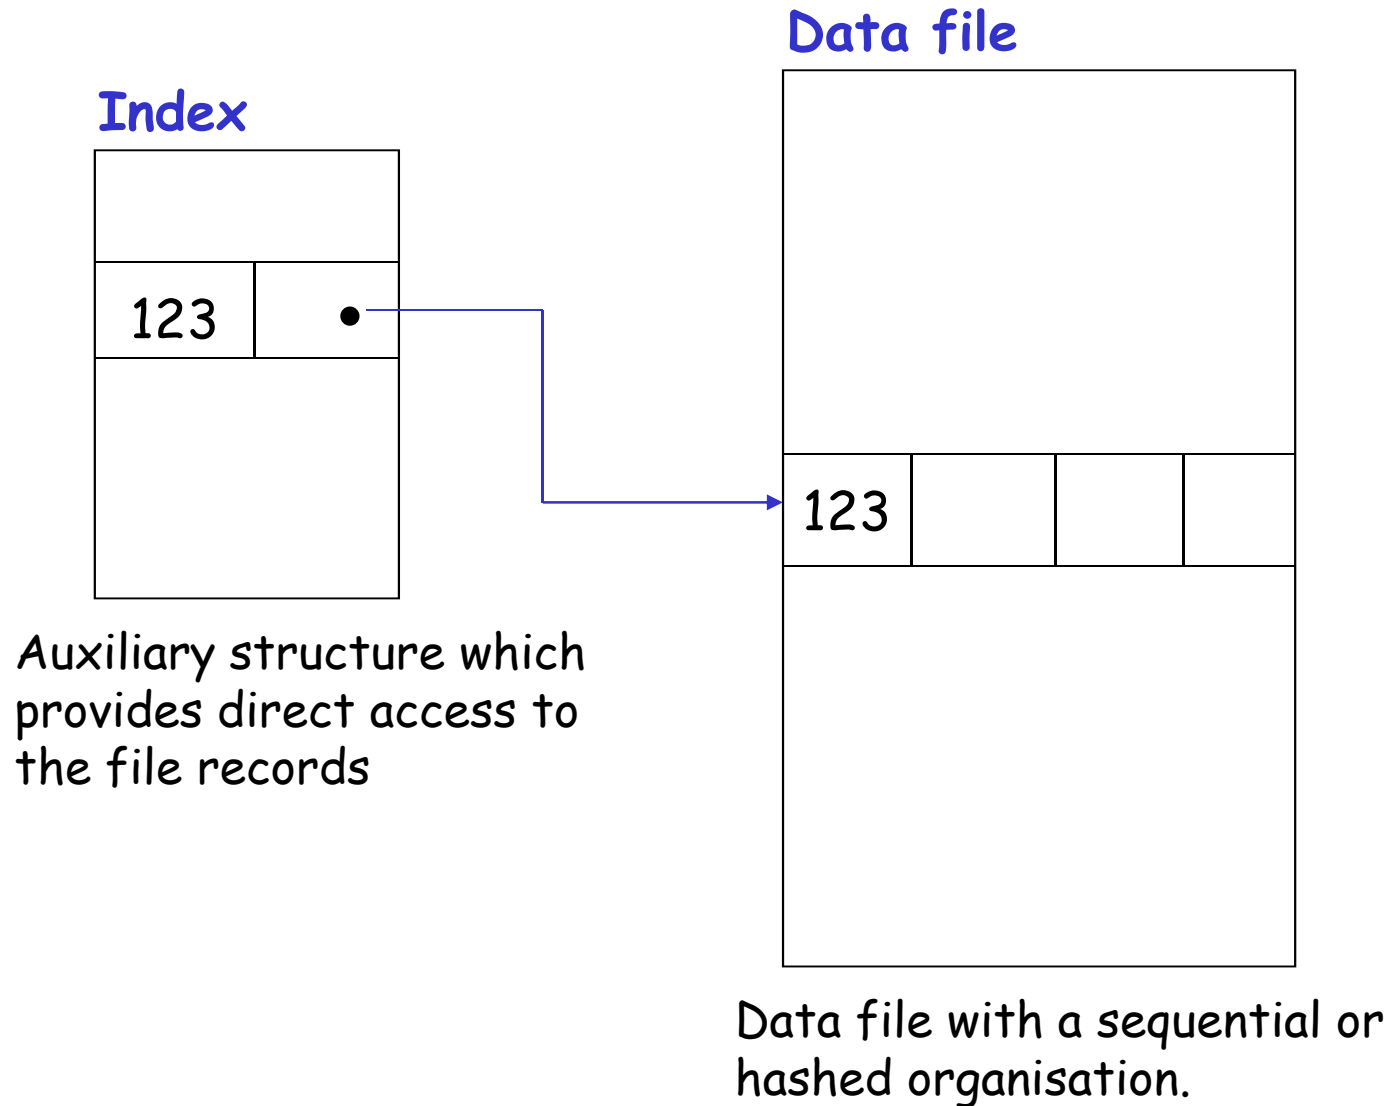 Index
123
Auxiliary structure which
provides direct access to
the file records
Data file
123
Data file with a sequential or
hashed organisation.